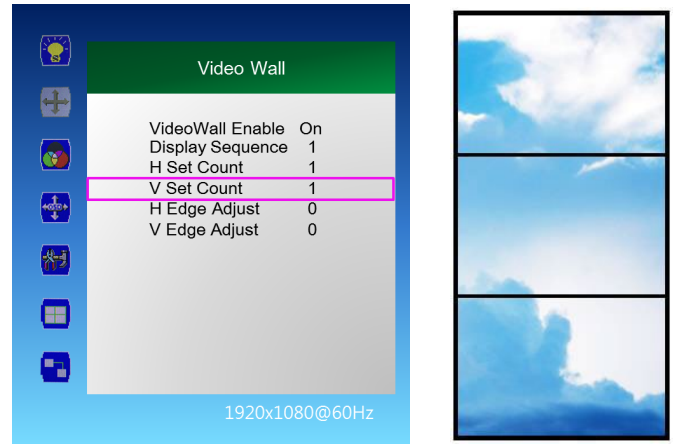 Video Wall
VideoWall Enable On
Display Sequence 1
H Set Count 1
V Set Count 1
H Edge Adjust 0
V Edge Adjust 0
1920x1080@60Hz